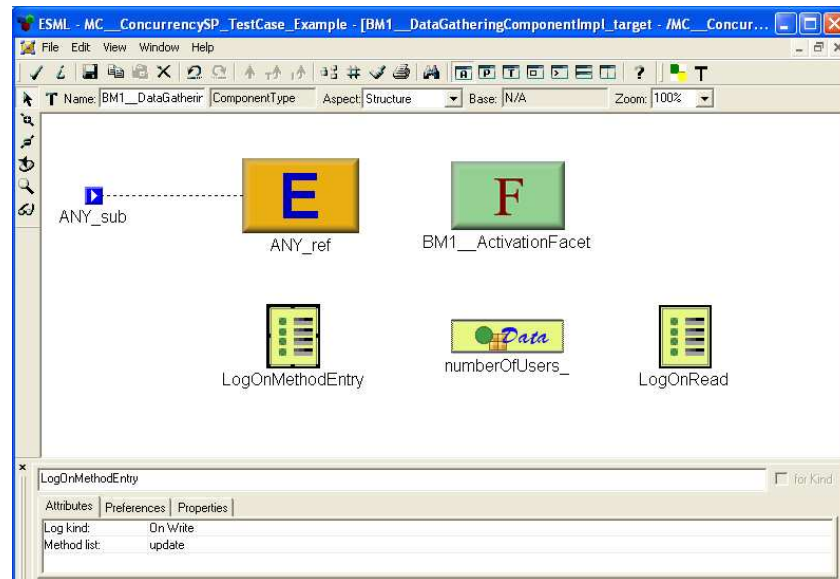 ESML - MC__ConcurrencySP_TestCase_Example - [BM1__DataGatheringComponentImpl_target - /MC__Concur...
File Edit View Window Help
A P T ?
T
T Name: BM1__DataGatherir ComponentType Aspect: Structure Base: N/A Zoom: 100%
E F
ANY_sub
ANY_ref BM1__ActivationFacet
Data
LogOnMethodEntry numberOfUsers_ LogOnRead
LogOnMethodEntry for Kind
Attributes Preferences Properties
Log kind: On Write
Method list: update